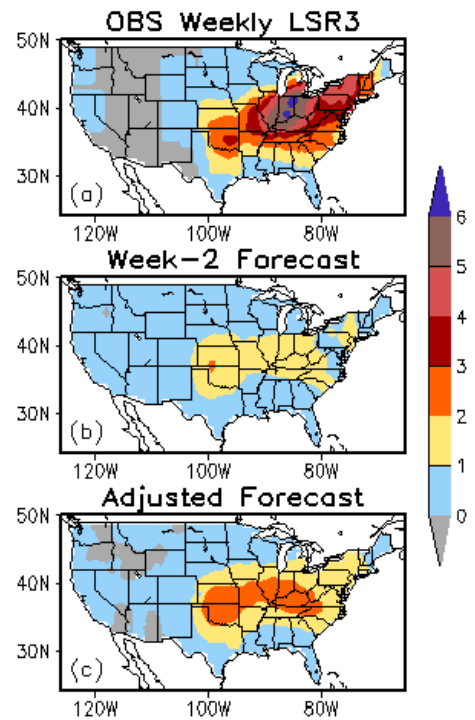 OBS Weekly LSR3
50N
40N
30N
(a)
120W 100W 80W
Week-2 Forecast
50N
40N
30N
(b)
120W 100W 80W
Adjusted Forecast
50N
40N
30N
(c)
120W 100W 80W
6
5
4
3
2
1
0